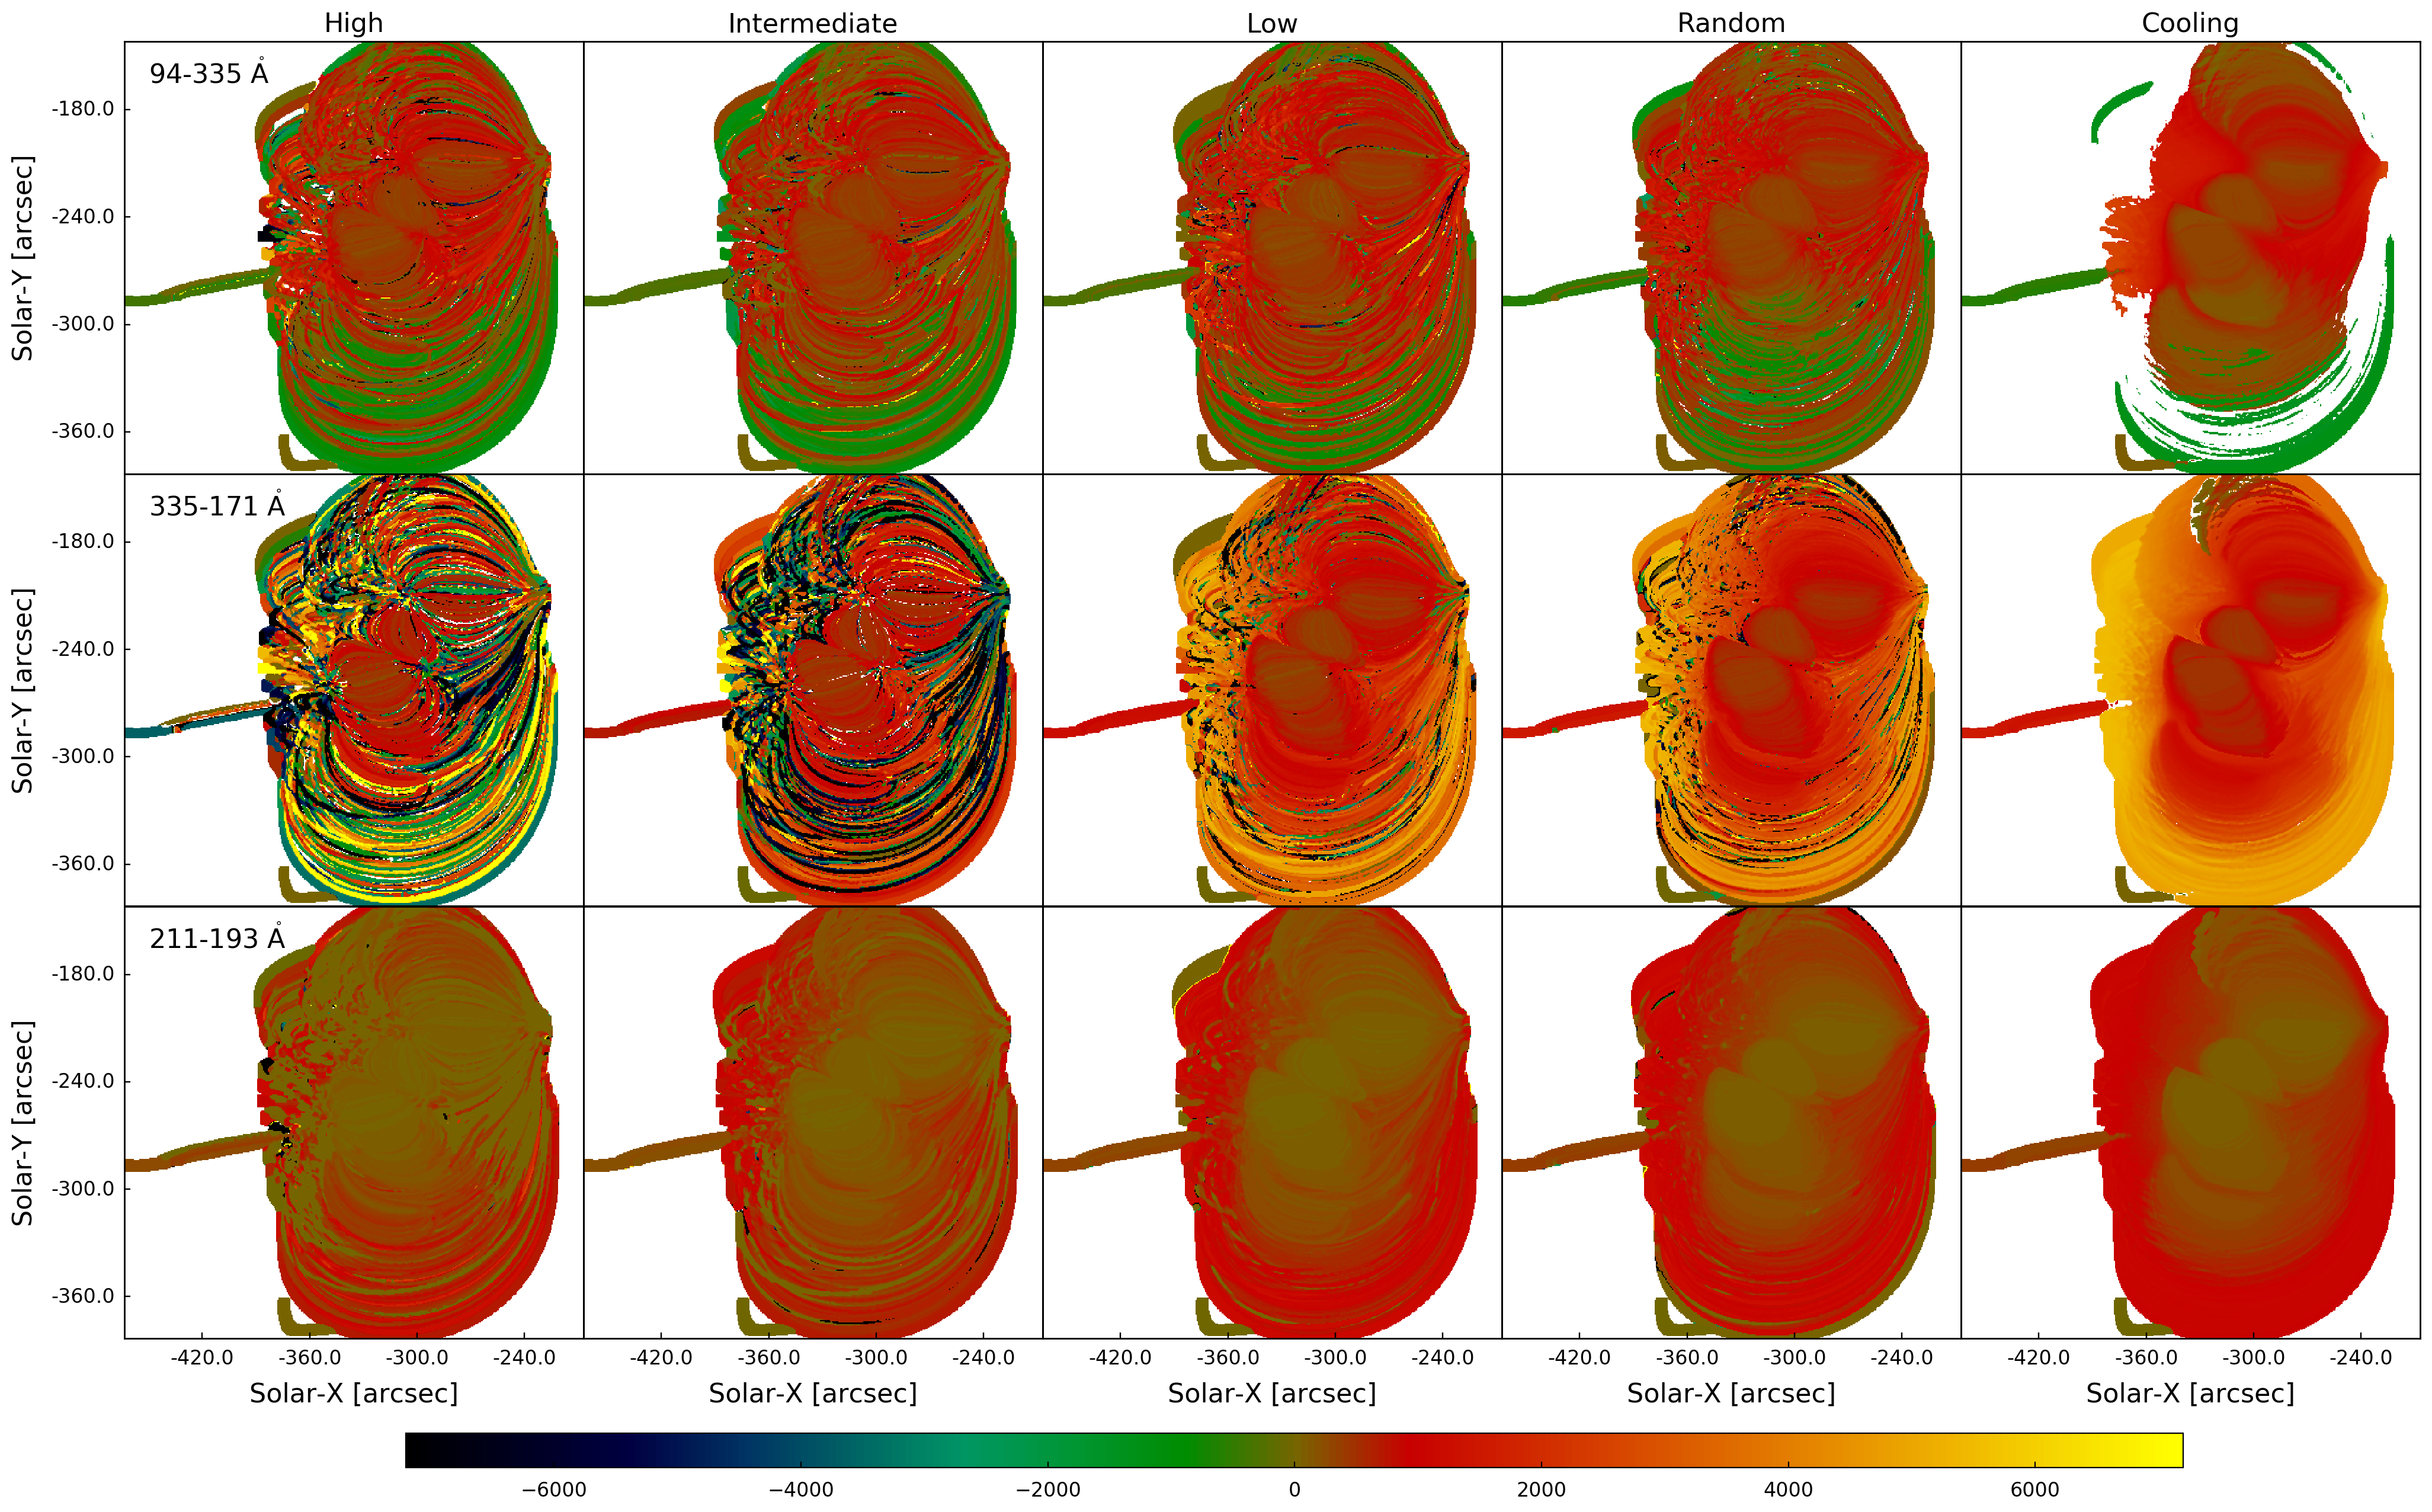 High Intermediate Low Random Cooling
94-335 Å
Solar-Y [arcsec]
-180.0
-240.0
-300.0
-360.0
335-171 Å
Solar-Y [arcsec]
-180.0
-240.0
-300.0
-360.0
211-193 Å
Solar-Y [arcsec]
-180.0
-240.0
-300.0
-360.0
-420.0 -360.0 -300.0 -240.0 -420.0 -360.0 -300.0 -240.0 -420.0 -360.0 -300.0 -240.0 -420.0 -360.0 -300.0 -240.0 -420.0 -360.0 -300.0 -240.0
Solar-X [arcsec] Solar-X [arcsec] Solar-X [arcsec] Solar-X [arcsec] Solar-X [arcsec]
−6000 −4000 −2000 0 2000 4000 6000